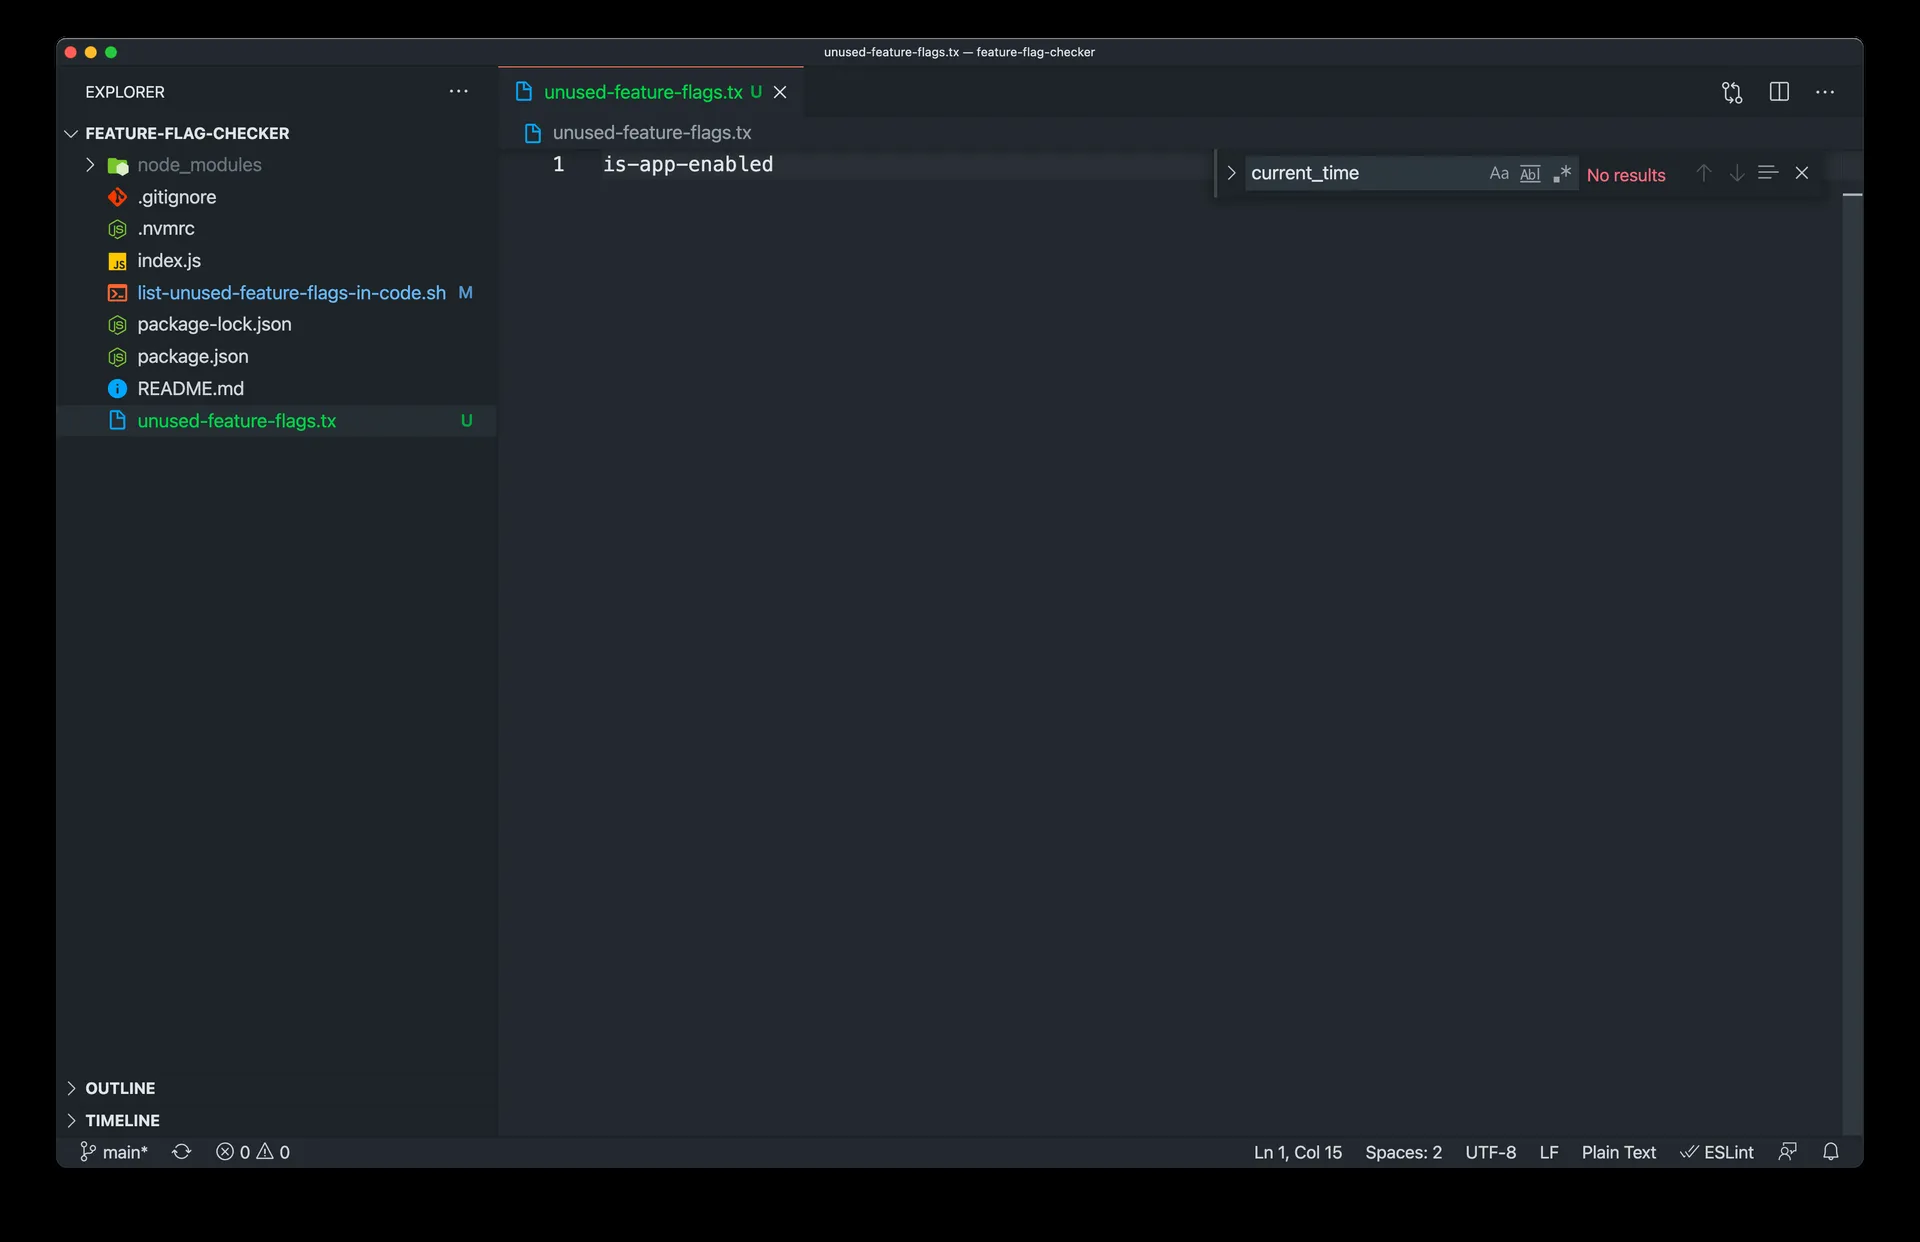 unused-feature-flags.tx — feature-flag-checker
EXPLORER
FEATURE-FLAG-CHECKER
node_modules
.gitignore
.nvmrc
JS index.js
list-unused-feature-flags-in-code.sh M
package-lock.json
package.json
README.md
unused-feature-flags.tx U
OUTLINE
TIMELINE
unused-feature-flags.tx U
unused-feature-flags.tx
1 is-app-enabled
current_time Aa Abl .* No results
main* 0 0 Ln 1, Col 15 Spaces: 2 UTF-8 LF Plain Text ESLint